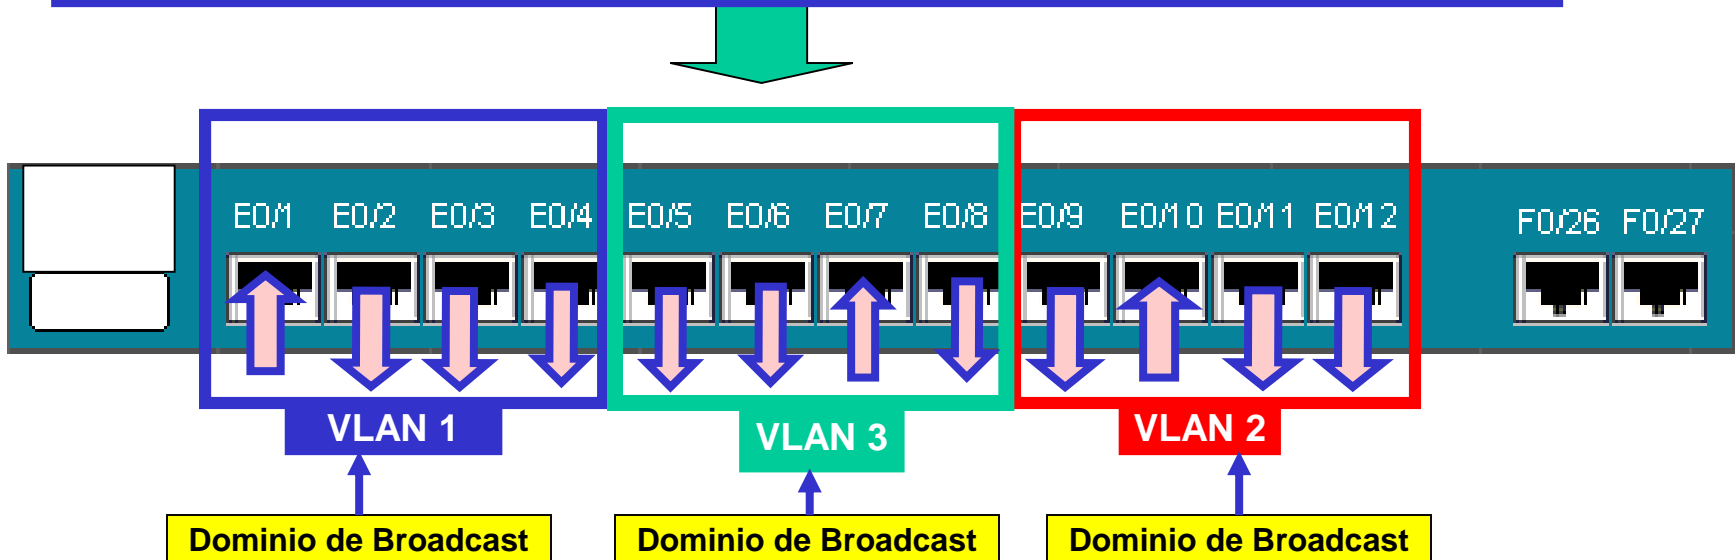 E0/1 E0/2 E0/3 E0/4 E0/5 E0/6 E0/7 E0/8 E0/9 E0/10 E0/11 E0/12 F0/26 F0/27
VLAN 1 VLAN 3 VLAN 2
Dominio de Broadcast Dominio de Broadcast Dominio de Broadcast